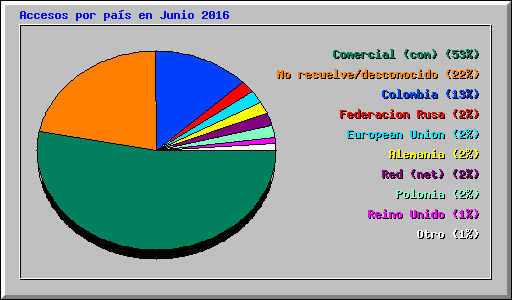 Accesos por país en Junio 2016
Comercial (com) (53%)
No resuelve/desconocido (22%)
Colombia (13%)
Federacion Rusa (2%)
European Union (2%)
Alemania (2%)
Red (net) (2%)
Polonia (2%)
Reino Unido (1%)
Otro (1%)